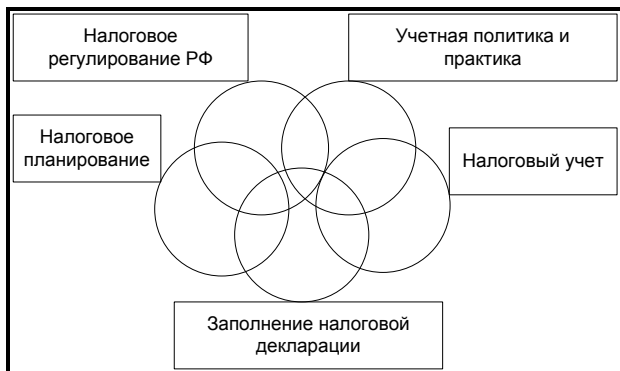 Налоговое
регулирование РФ
Учетная политика и
практика
Налоговое
планирование
Налоговый учет
Заполнение налоговой
декларации